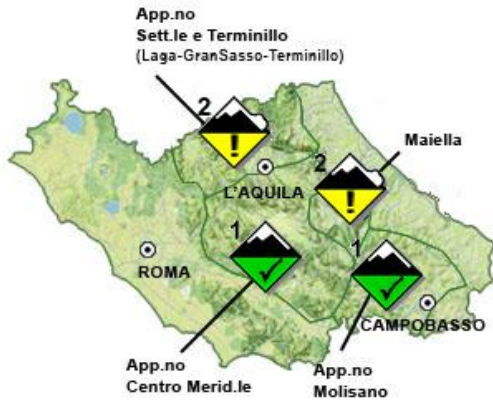 App.no
Sett.le e Terminillo
(Laga-GranSasso-Terminillo)
2
!
Maiella
2
!
L'AQUILA
1
ROMA
1
CAMPOBASSO
App.no
Centro Merid.le
App.no
Molisano